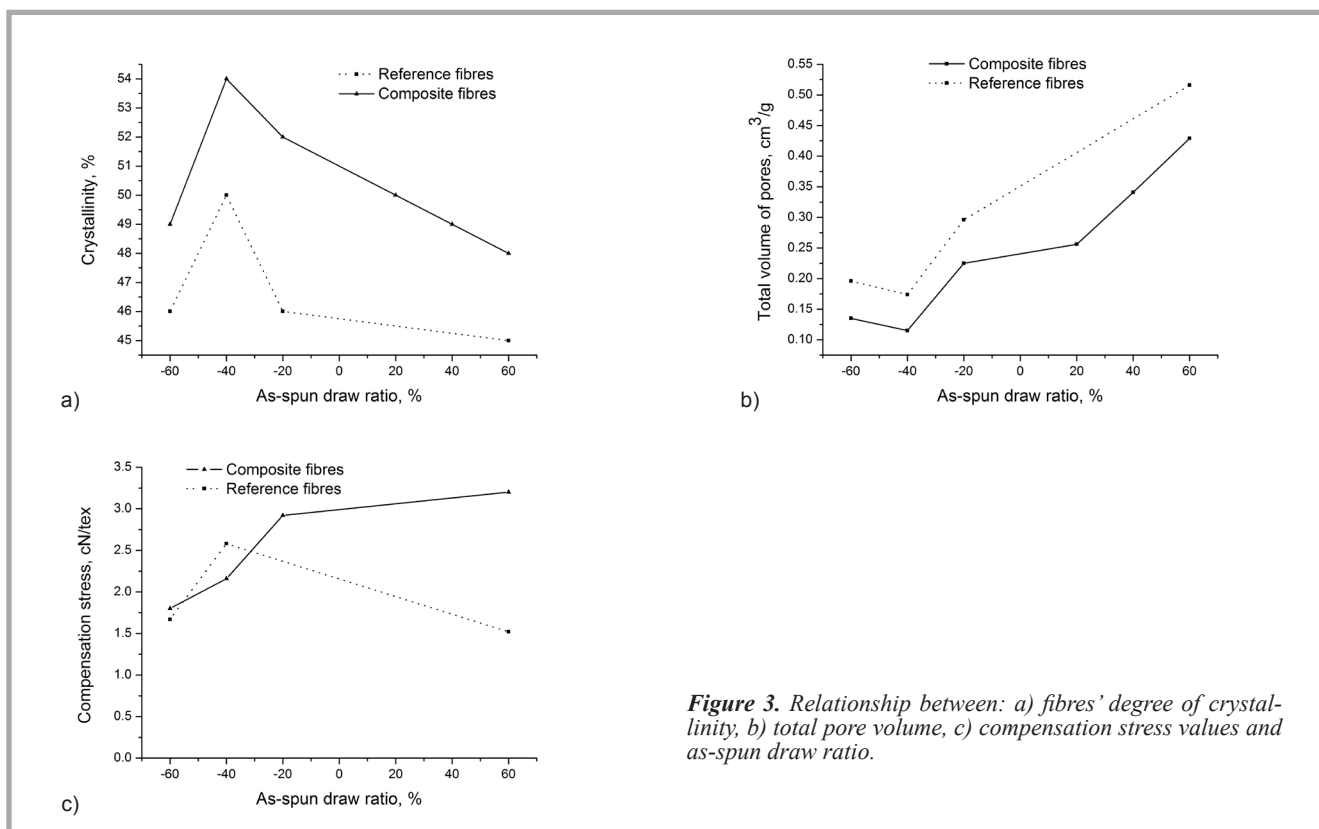 Reference fibres
Composite fibres
54
53
52
51
50
49
48
47
46
45
Crystallinity, %
-60 -40 -20 0 20 40 60
As-spun draw ratio, %
a)
Composite fibres
Reference fibres
0.55
0.50
0.45
0.40
0.35
0.30
0.25
0.20
0.15
0.10
Total volume of pores, cm³/g
-60 -40 -20 0 20 40 60
As-spun draw ratio, %
b)
Composite fibres
Reference fibres
3.5
3.0
2.5
2.0
1.5
1.0
0.5
0.0
Compensation stress, cN/tex
-60 -40 -20 0 20 40 60
As-spun draw ratio, %
c)
Figure 3. Relationship between: a) fibres’ degree of crystal-
linity, b) total pore volume, c) compensation stress values and
as-spun draw ratio.